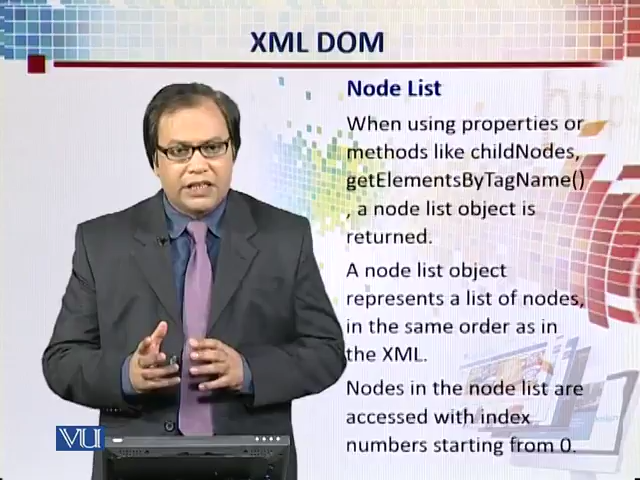 XML DOM
Node List
When using properties or
methods like childNodes,
getElementsByTagName()
, a node list object is
returned.
A node list object
represents a list of nodes,
in the same order as in
the XML.
Nodes in the node list are
accessed with index
numbers starting from 0.
VU
http